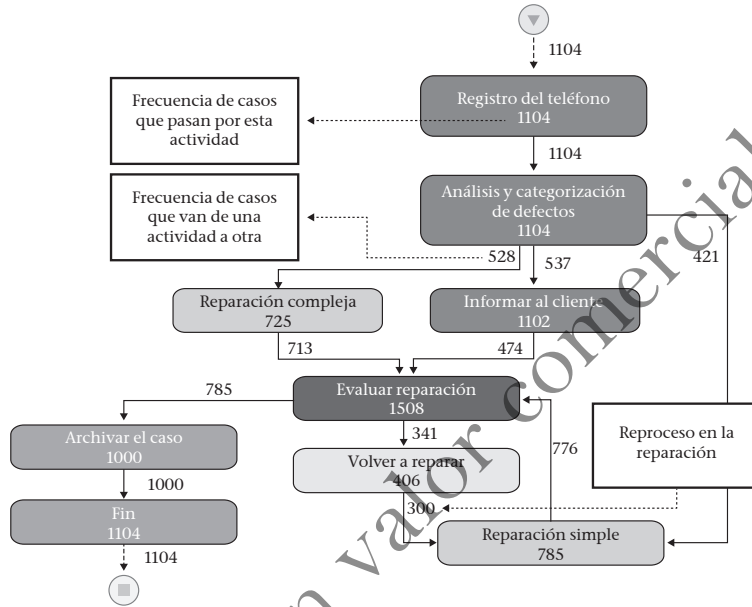 1104
Registro del teléfono
1104
Frecuencia de casos
que pasan por esta
actividad
1104
Análisis y categorización
de defectos
1104
Frecuencia de casos
que van de una
actividad a otra
528
537
421
Reparación compleja
725
Informar al cliente
1102
713
474
Evaluar reparación
1508
785
341
776
Archivar el caso
1000
Volver a reparar
406
Reproceso en la
reparación
1000
300
Fin
1104
Reparación simple
785
1104
n valor comercial